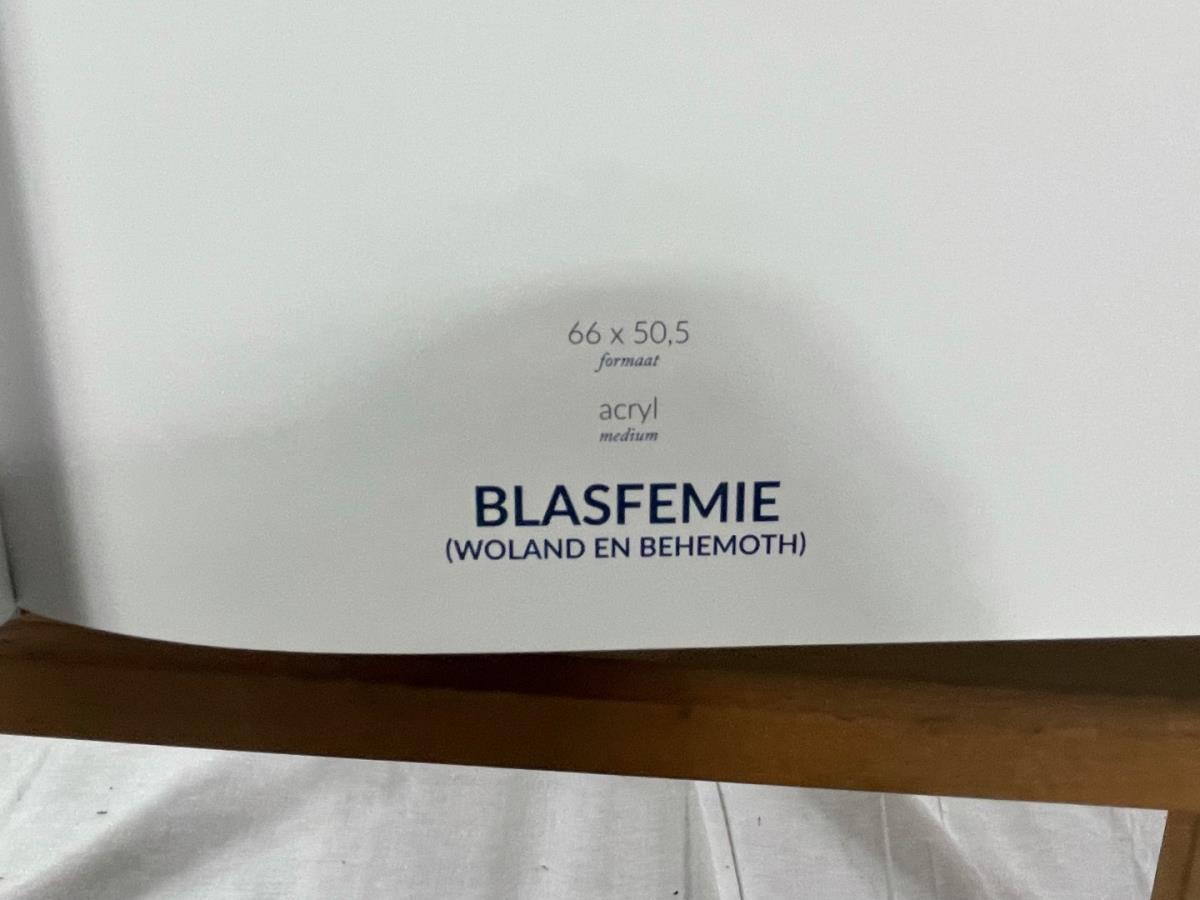 66 x 50,5
formaat
acryl
medium
BLASFEMIE
(WOLAND EN BEHEMOTH)